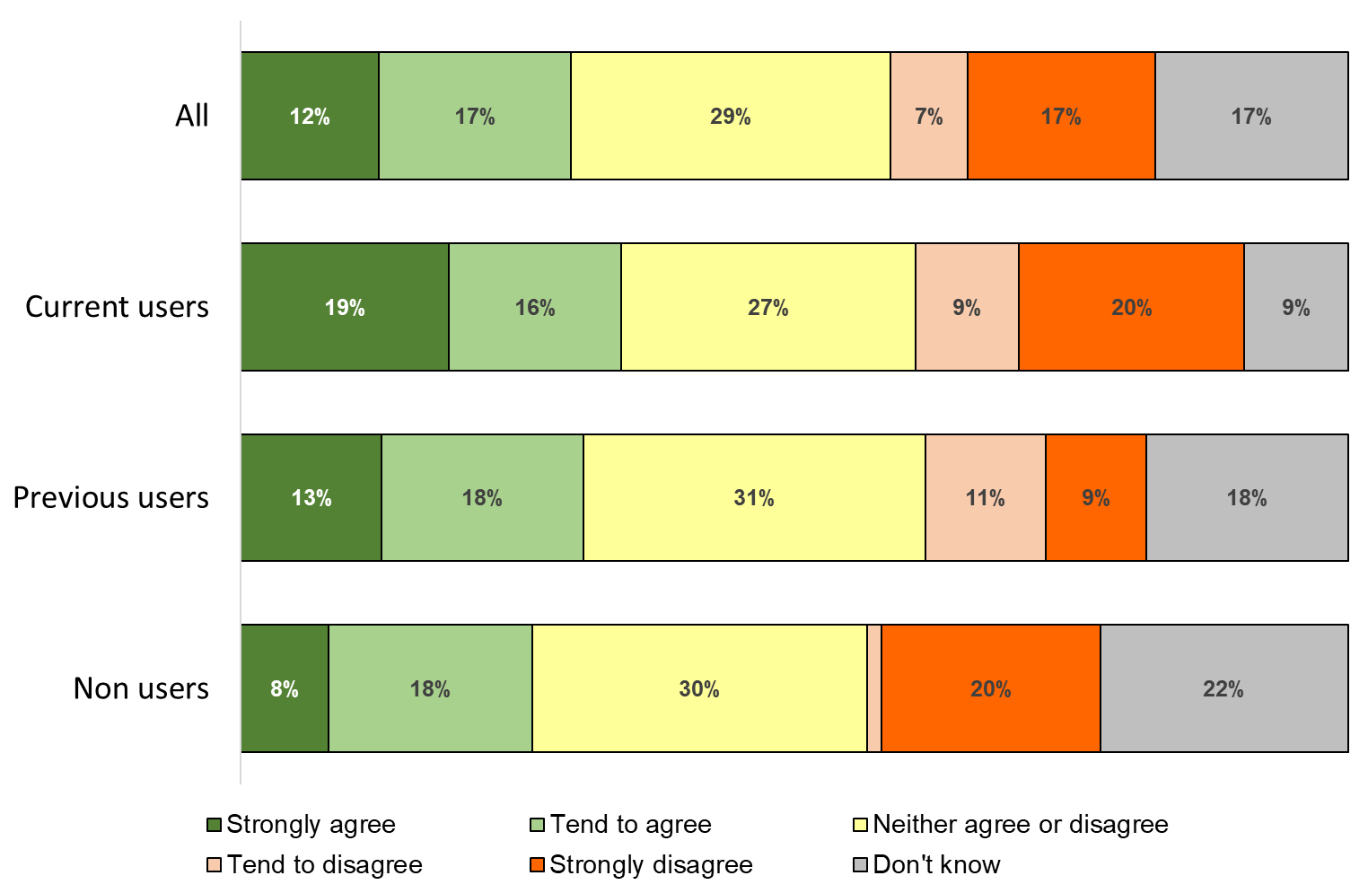 All 12% 17% 29% 7% 17% 17%
Current users 19% 16% 27% 9% 20% 9%
Previous users 13% 18% 31% 11% 9% 18%
Non users 8% 18% 30% 20% 22%
Strongly agree Tend to agree Neither agree or disagree
Tend to disagree Strongly disagree Don't know